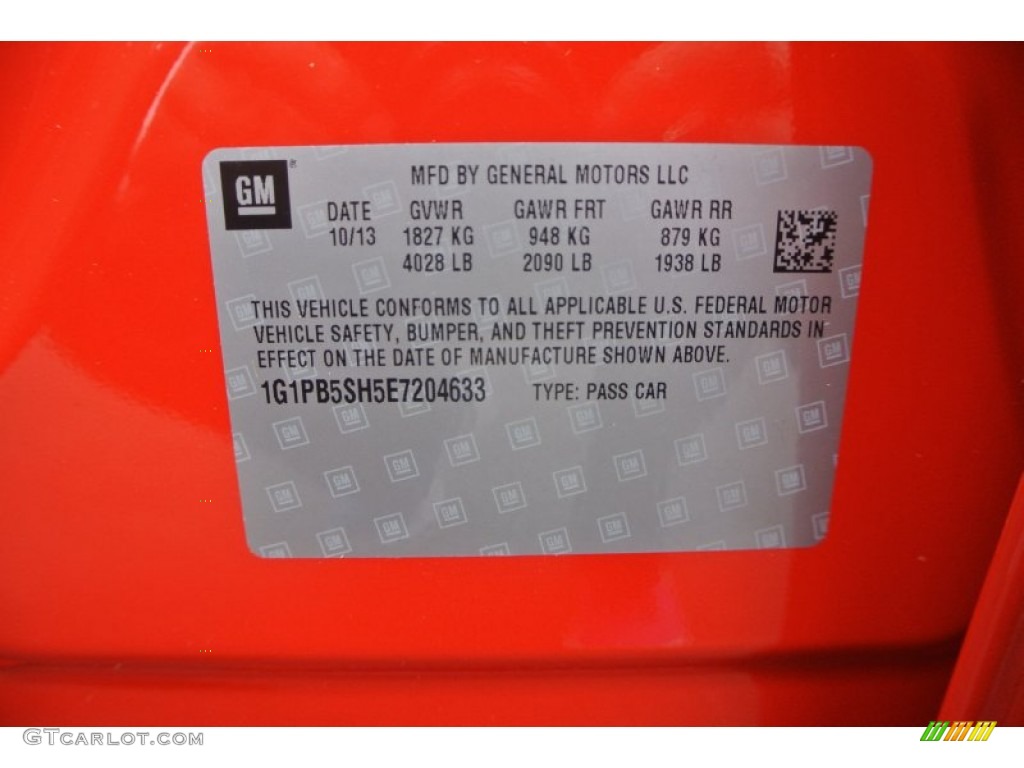 GM
MFD BY GENERAL MOTORS LLC
DATE GVWR GAWR FRT GAWR RR
10/13 1827 KG 948 KG 879 KG
4028 LB 2090 LB 1938 LB
THIS VEHICLE CONFORMS TO ALL APPLICABLE U.S. FEDERAL MOTOR
VEHICLE SAFETY, BUMPER, AND THEFT PREVENTION STANDARDS IN
EFFECT ON THE DATE OF MANUFACTURE SHOWN ABOVE.
1G1PB5SH5E7204633 TYPE: PASS CAR
GTCARLOT.COM